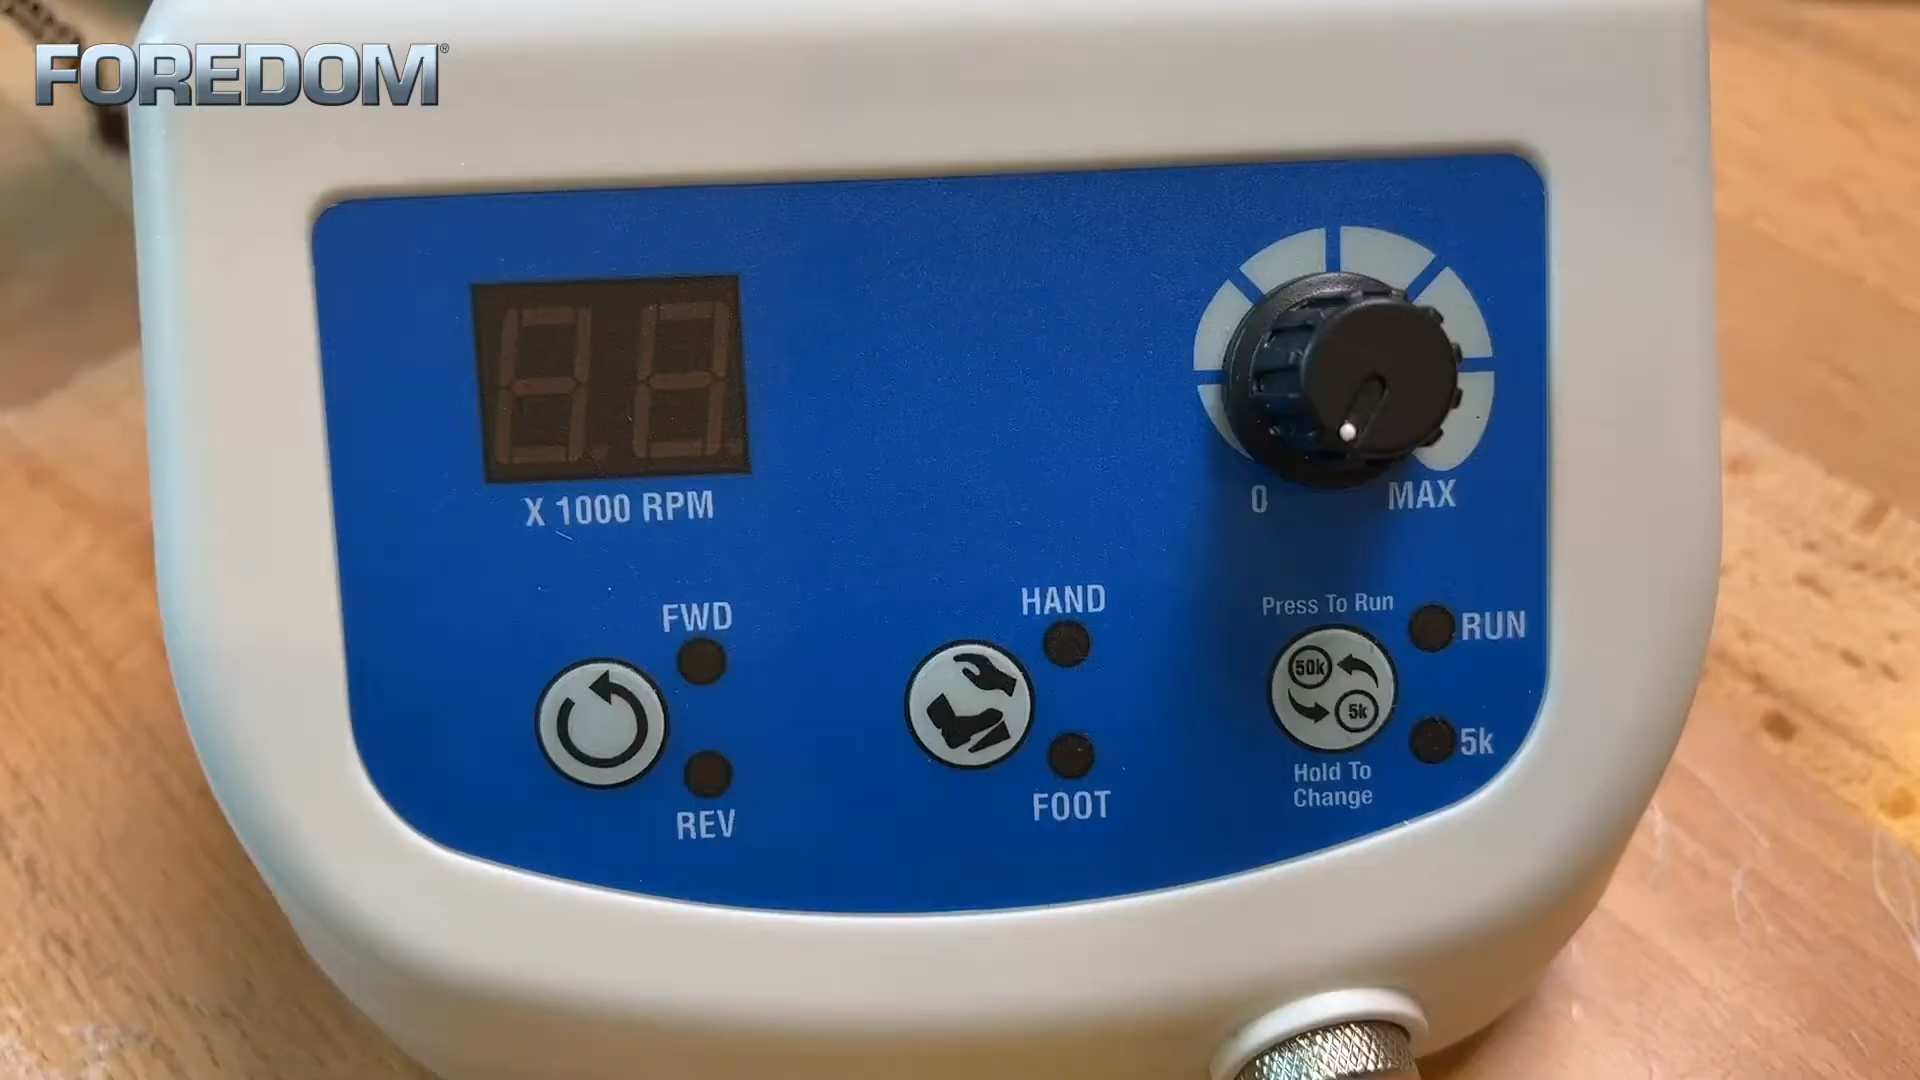 FOREDOM®
X 1000 RPM
0
MAX
FWD
REV
HAND
FOOT
Press To Run
50k
5k
Hold To
Change
RUN
5k